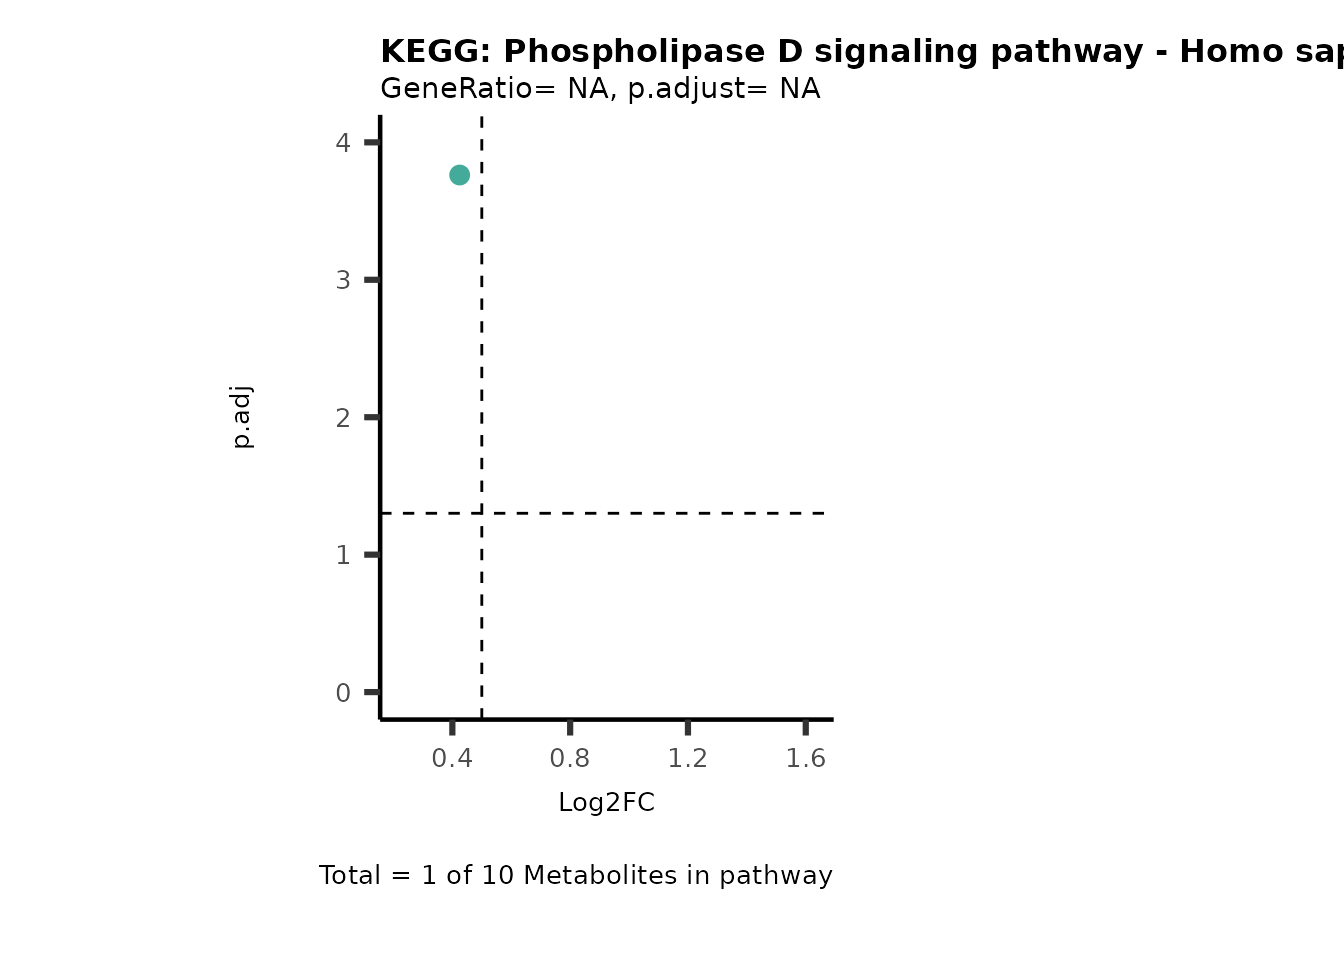 KEGG: Phospholipase D signaling pathway - Homo sap
GeneRatio= NA, p.adjust= NA
4
3
2
1
0
p.adj
0.4 0.8 1.2 1.6
Log2FC
Total = 1 of 10 Metabolites in pathway